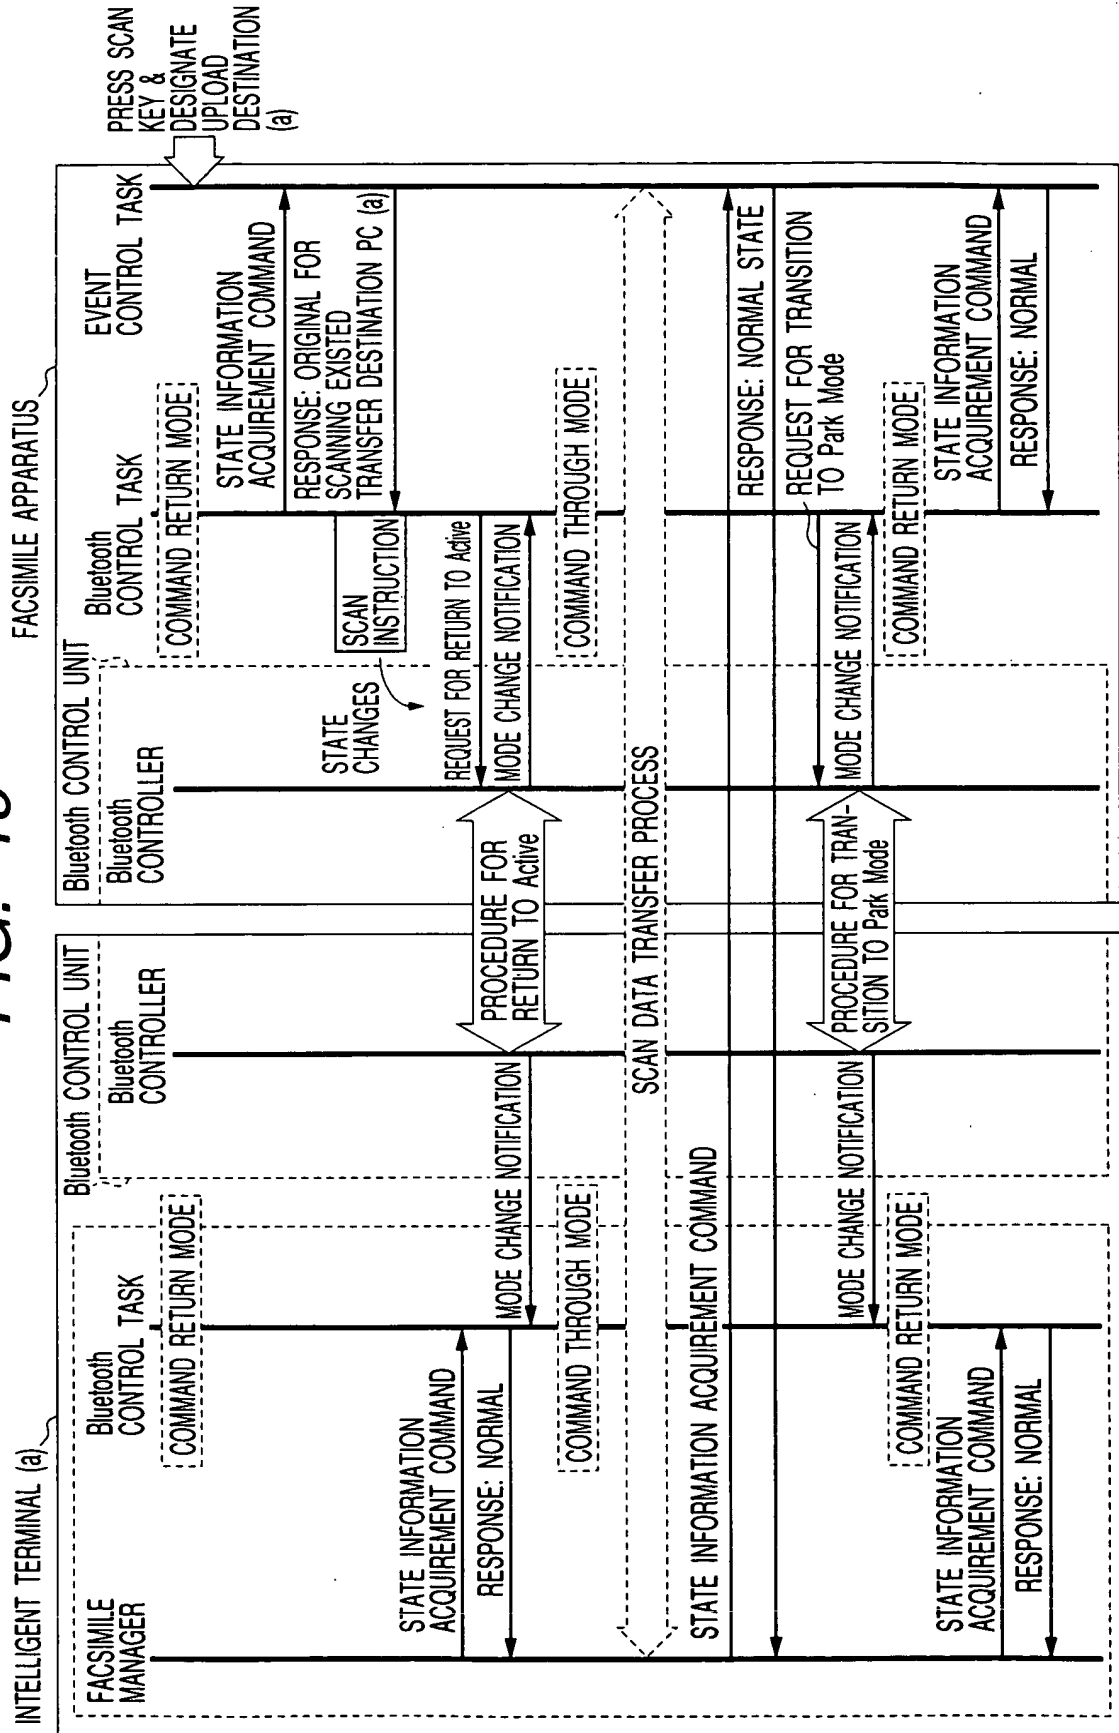 FIG. 10
INTELLIGENT TERMINAL (a)
FACSIMILE APPARATUS
FACSIMILE
MANAGER
Bluetooth
CONTROL TASK
Bluetooth CONTROL UNIT
Bluetooth
CONTROLLER
Bluetooth CONTROL UNIT
Bluetooth
CONTROLLER
Bluetooth
CONTROL TASK
EVENT
CONTROL TASK
PRESS SCAN
KEY &
DESIGNATE
UPLOAD
DESTINATION
(a)
COMMAND RETURN MODE
COMMAND RETURN MODE
STATE INFORMATION
ACQUIREMENT COMMAND
RESPONSE: ORIGINAL FOR
SCANNING EXISTED
TRANSFER DESTINATION PC (a)
SCAN
INSTRUCTION
STATE
CHANGES
STATE INFORMATION
ACQUIREMENT COMMAND
RESPONSE: NORMAL
REQUEST FOR RETURN TO Active
MODE CHANGE NOTIFICATION
PROCEDURE FOR
RETURN TO Active
MODE CHANGE NOTIFICATION
COMMAND THROUGH MODE
COMMAND THROUGH MODE
SCAN DATA TRANSFER PROCESS
STATE INFORMATION ACQUIREMENT COMMAND
RESPONSE: NORMAL STATE
REQUEST FOR TRANSITION
TO Park Mode
PROCEDURE FOR TRAN-
SITION TO Park Mode
MODE CHANGE NOTIFICATION
MODE CHANGE NOTIFICATION
COMMAND RETURN MODE
COMMAND RETURN MODE
STATE INFORMATION
ACQUIREMENT COMMAND
RESPONSE: NORMAL
STATE INFORMATION
ACQUIREMENT COMMAND
RESPONSE: NORMAL